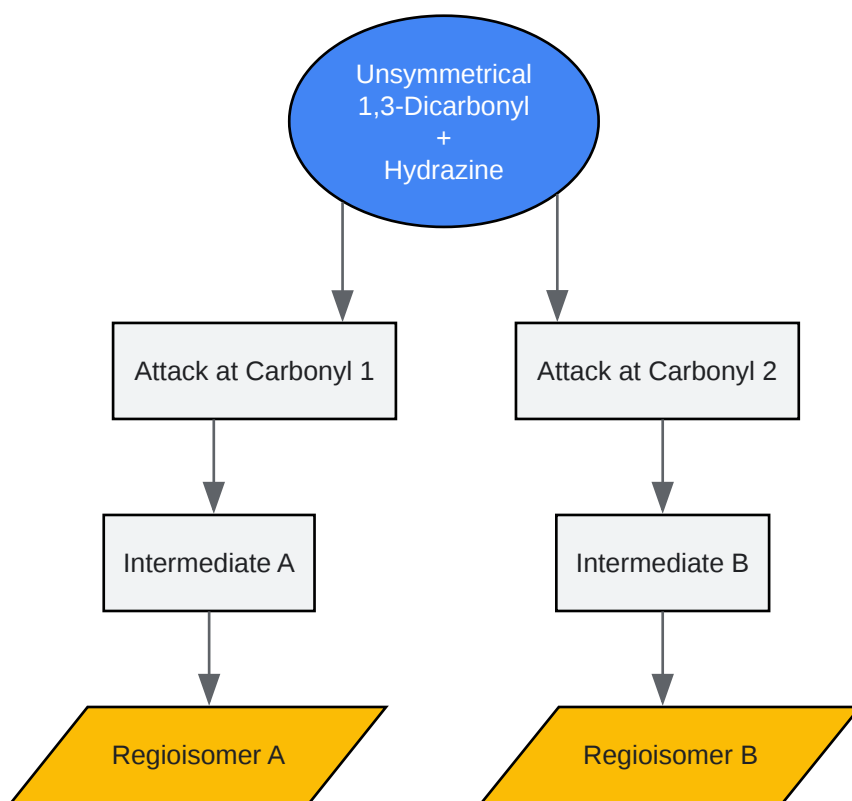 Unsymmetrical
1,3-Dicarbonyl
+
Hydrazine
Attack at Carbonyl 1
Attack at Carbonyl 2
Intermediate A
Intermediate B
Regioisomer A
Regioisomer B